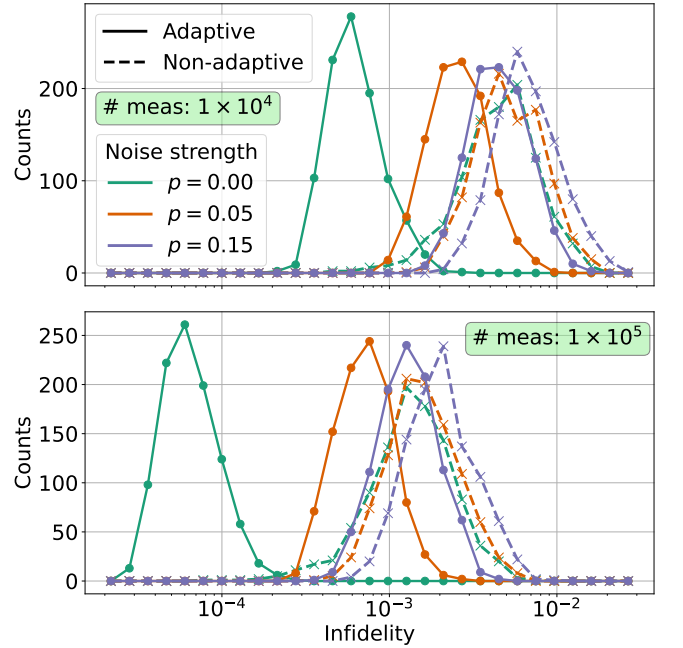 Adaptive
Non-adaptive
# meas: 1 × 10⁴
Noise strength
p = 0.00
p = 0.05
p = 0.15
Counts
200
100
0
# meas: 1 × 10⁵
Counts
250
200
150
100
50
0
10⁻⁴
10⁻³
10⁻²
Infidelity